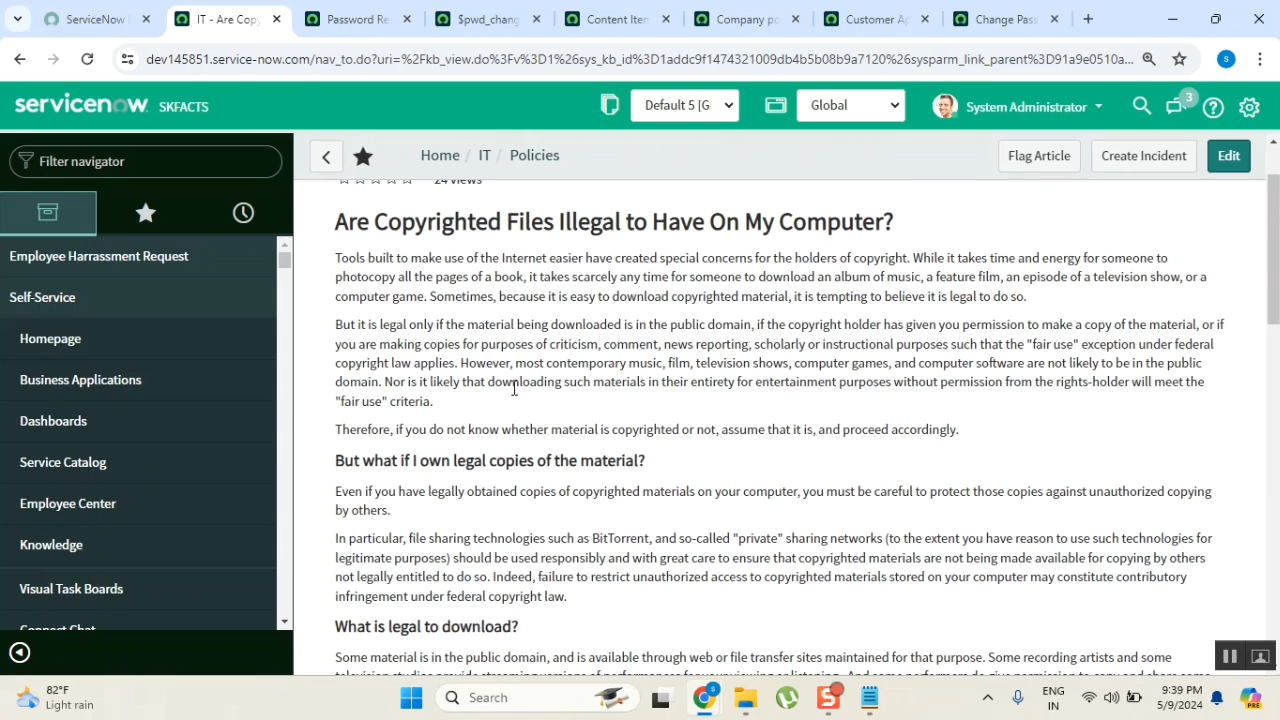 ServiceNow
IT - Are Copy
Password Re
$pwd_chang
Content Iten
Company po
Customer Ap
Change Pass
dev145851.service-now.com/nav_to.do?uri=%2Fkb_view.do%3Fv%3D1%26sys_kb_id%3D1addc9f1474321009db4b5b08b9a7120%26sysparm_link_parent%3D91a9e0510a...
servicenow SKFACTS
Default 5 [G
Global
System Administrator
3
Filter navigator
Home / IT / Policies
Flag Article
Create Incident
Edit
24 views
Employee Harrassment Request
Self-Service
Homepage
Business Applications
Dashboards
Service Catalog
Employee Center
Knowledge
Visual Task Boards
Connect Chat
Are Copyrighted Files Illegal to Have On My Computer?
Tools built to make use of the Internet easier have created special concerns for the holders of copyright. While it takes time and energy for someone to
photocopy all the pages of a book, it takes scarcely any time for someone to download an album of music, a feature film, an episode of a television show, or a
computer game. Sometimes, because it is easy to download copyrighted material, it is tempting to believe it is legal to do so.
But it is legal only if the material being downloaded is in the public domain, if the copyright holder has given you permission to make a copy of the material, or if
you are making copies for purposes of criticism, comment, news reporting, scholarly or instructional purposes such that the "fair use" exception under federal
copyright law applies. However, most contemporary music, film, television shows, computer games, and computer software are not likely to be in the public
domain. Nor is it likely that downloading such materials in their entirety for entertainment purposes without permission from the rights-holder will meet the
"fair use" criteria.
Therefore, if you do not know whether material is copyrighted or not, assume that it is, and proceed accordingly.
But what if I own legal copies of the material?
Even if you have legally obtained copies of copyrighted materials on your computer, you must be careful to protect those copies against unauthorized copying
by others.
In particular, file sharing technologies such as BitTorrent, and so-called "private" sharing networks (to the extent you have reason to use such technologies for
legitimate purposes) should be used responsibly and with great care to ensure that copyrighted materials are not being made available for copying by others
not legally entitled to do so. Indeed, failure to restrict unauthorized access to copyrighted materials stored on your computer may constitute contributory
infringement under federal copyright law.
What is legal to download?
Some material is in the public domain, and is available through web or file transfer sites maintained for that purpose. Some recording artists and some
82°F
Light rain
Search
ENG
IN
9:39 PM
5/9/2024